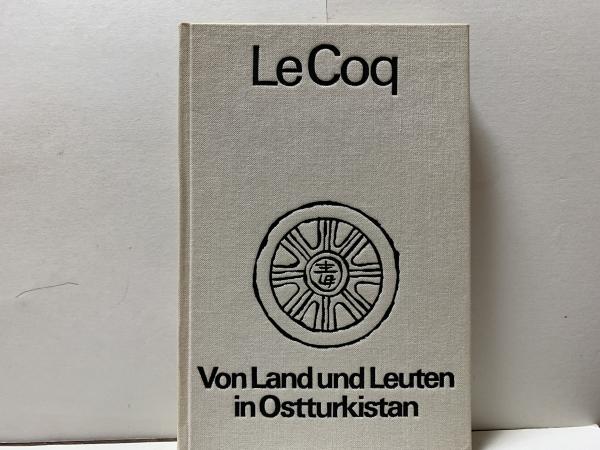 Le Coq
Von Land und Leuten
in Ostturkistan